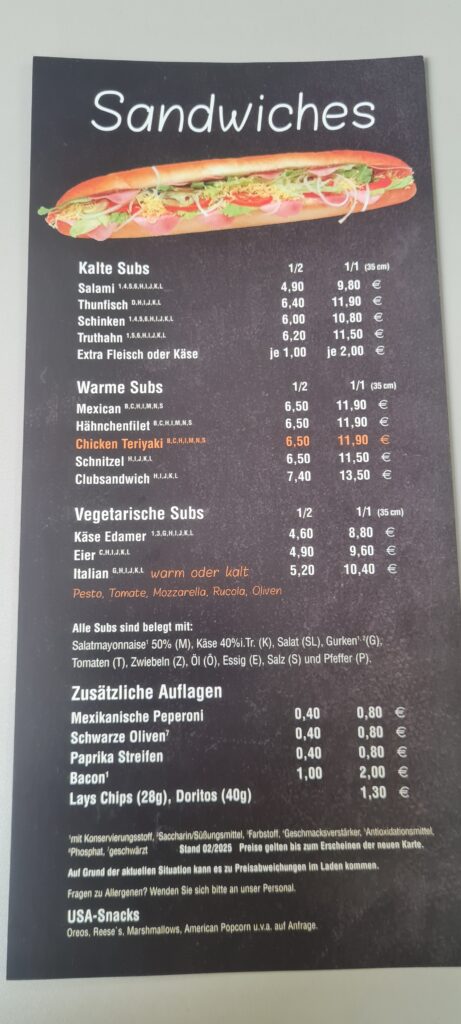 Sandwiches
Kalte Subs 1/2 1/1 (35 cm)
Salami 1,4,5,6,H,I,J,K,L 4,90 9,80 €
Thunfisch D,H,I,J,K,L 6,40 11,90 €
Schinken 1,4,5,6,H,I,J,K,L 6,00 10,80 €
Truthahn 1,5,6,H,I,J,K,L 6,20 11,50 €
Extra Fleisch oder Käse je 1,00 je 2,00 €
Warme Subs 1/2 1/1 (35 cm)
Mexican B,C,H,I,M,N,S 6,50 11,90 €
Hähnchenfilet B,C,H,I,M,N,S 6,50 11,90 €
Chicken Teriyaki B,C,H,I,M,N,S 6,50 11,90 €
Schnitzel H,I,J,K,L 6,50 11,50 €
Clubsandwich H,I,J,K,L 7,40 13,50 €
Vegetarische Subs 1/2 1/1 (35 cm)
Käse Edamer 1,3,G,H,I,J,K,L 4,60 8,80 €
Eier C,H,I,J,K,L 4,90 9,60 €
Italian G,H,I,J,K,L warm oder kalt 5,20 10,40 €
Pesto, Tomate, Mozzarella, Rucola, Oliven
Alle Subs sind belegt mit:
Salatmayonnaise¹ 50% (M), Käse 40%i.Tr. (K), Salat (SL), Gurken¹ ²(G),
Tomaten (T), Zwiebeln (Z), Öl (Ö), Essig (E), Salz (S) und Pfeffer (P).
Zusätzliche Auflagen
Mexikanische Peperoni 0,40 0,80 €
Schwarze Oliven⁷ 0,40 0,80 €
Paprika Streifen 0,40 0,80 €
Bacon¹ 1,00 2,00 €
Lays Chips (28g), Doritos (40g) 1,30 €
¹mit Konservierungsstoff, ²Saccharin/Süßungsmittel, ³Farbstoff, ⁴Geschmacksverstärker, ⁵Antioxidationsmittel,
⁶Phosphat, ⁷geschwärzt Stand 02/2025 Preise gelten bis zum Erscheinen der neuen Karte.
Auf Grund der aktuellen Situation kann es zu Preisabweichungen im Laden kommen.
Fragen zu Allergenen? Wenden Sie sich bitte an unser Personal.
USA-Snacks
Oreos, Reese`s, Marshmallows, American Popcorn u.v.a. auf Anfrage.